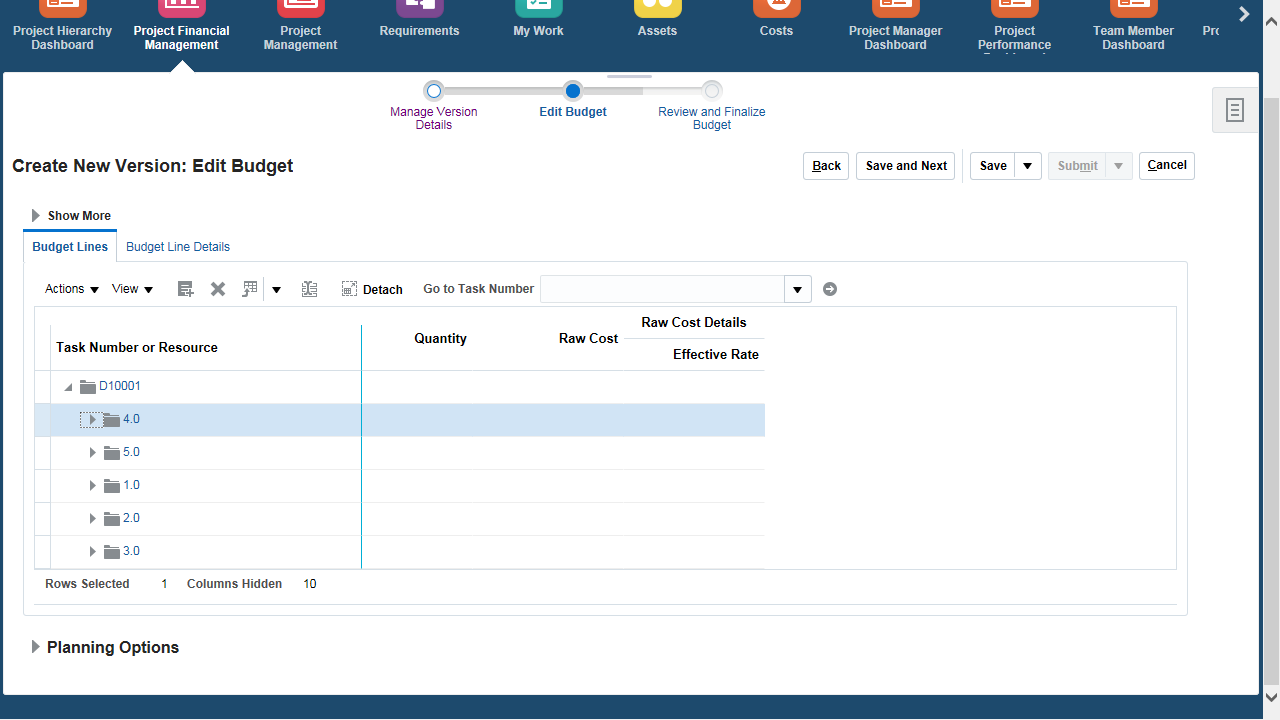 Project Hierarchy Dashboard
Project Financial Management
Project Management
Requirements
My Work
Assets
Costs
Project Manager Dashboard
Project Performance
Team Member Dashboard
Manage Version Details
Edit Budget
Review and Finalize Budget
Create New Version: Edit Budget
Back
Save and Next
Save
Submit
Cancel
Show More
Budget Lines
Budget Line Details
Actions
View
Detach
Go to Task Number
Task Number or Resource
Quantity
Raw Cost
Raw Cost Details
Effective Rate
D10001
4.0
5.0
1.0
2.0
3.0
Rows Selected 1 Columns Hidden 10
Planning Options